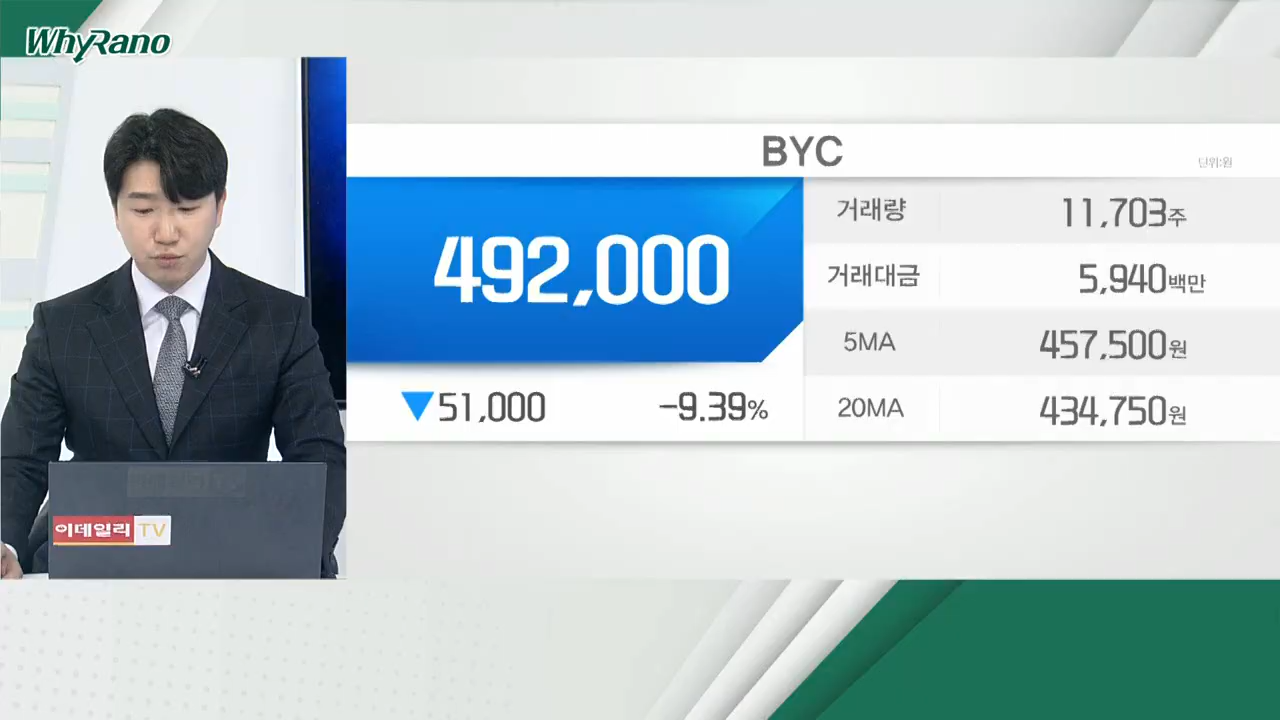 WhyRano
BYC
단위:원
492,000
▼51,000 -9.39%
거래량 11,703주
거래대금 5,940백만
5MA 457,500원
20MA 434,750원
이데일리TV